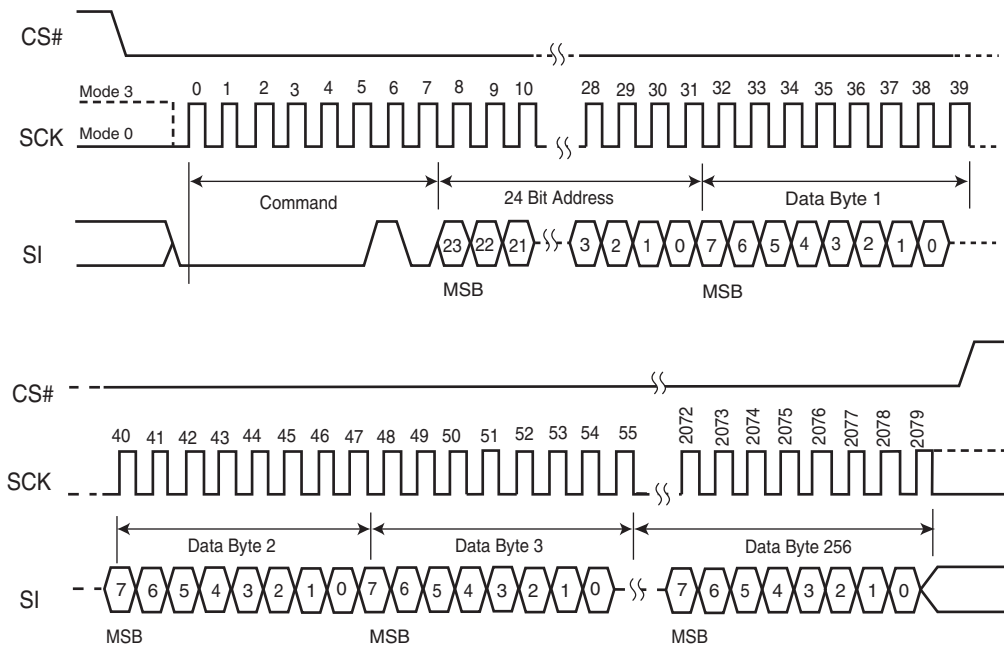 CS#
Mode 3
Mode 0
SCK
0 1 2 3 4 5 6 7 8 9 10 28 29 30 31 32 33 34 35 36 37 38 39
Command
24 Bit Address
Data Byte 1
SI
23 22 21 3 2 1 0 7 6 5 4 3 2 1 0
MSB
MSB
CS#
40 41 42 43 44 45 46 47 48 49 50 51 52 53 54 55 2072 2073 2074 2075 2076 2077 2078 2079
SCK
Data Byte 2
Data Byte 3
Data Byte 256
SI
7 6 5 4 3 2 1 0 7 6 5 4 3 2 1 0 7 6 5 4 3 2 1 0
MSB
MSB
MSB